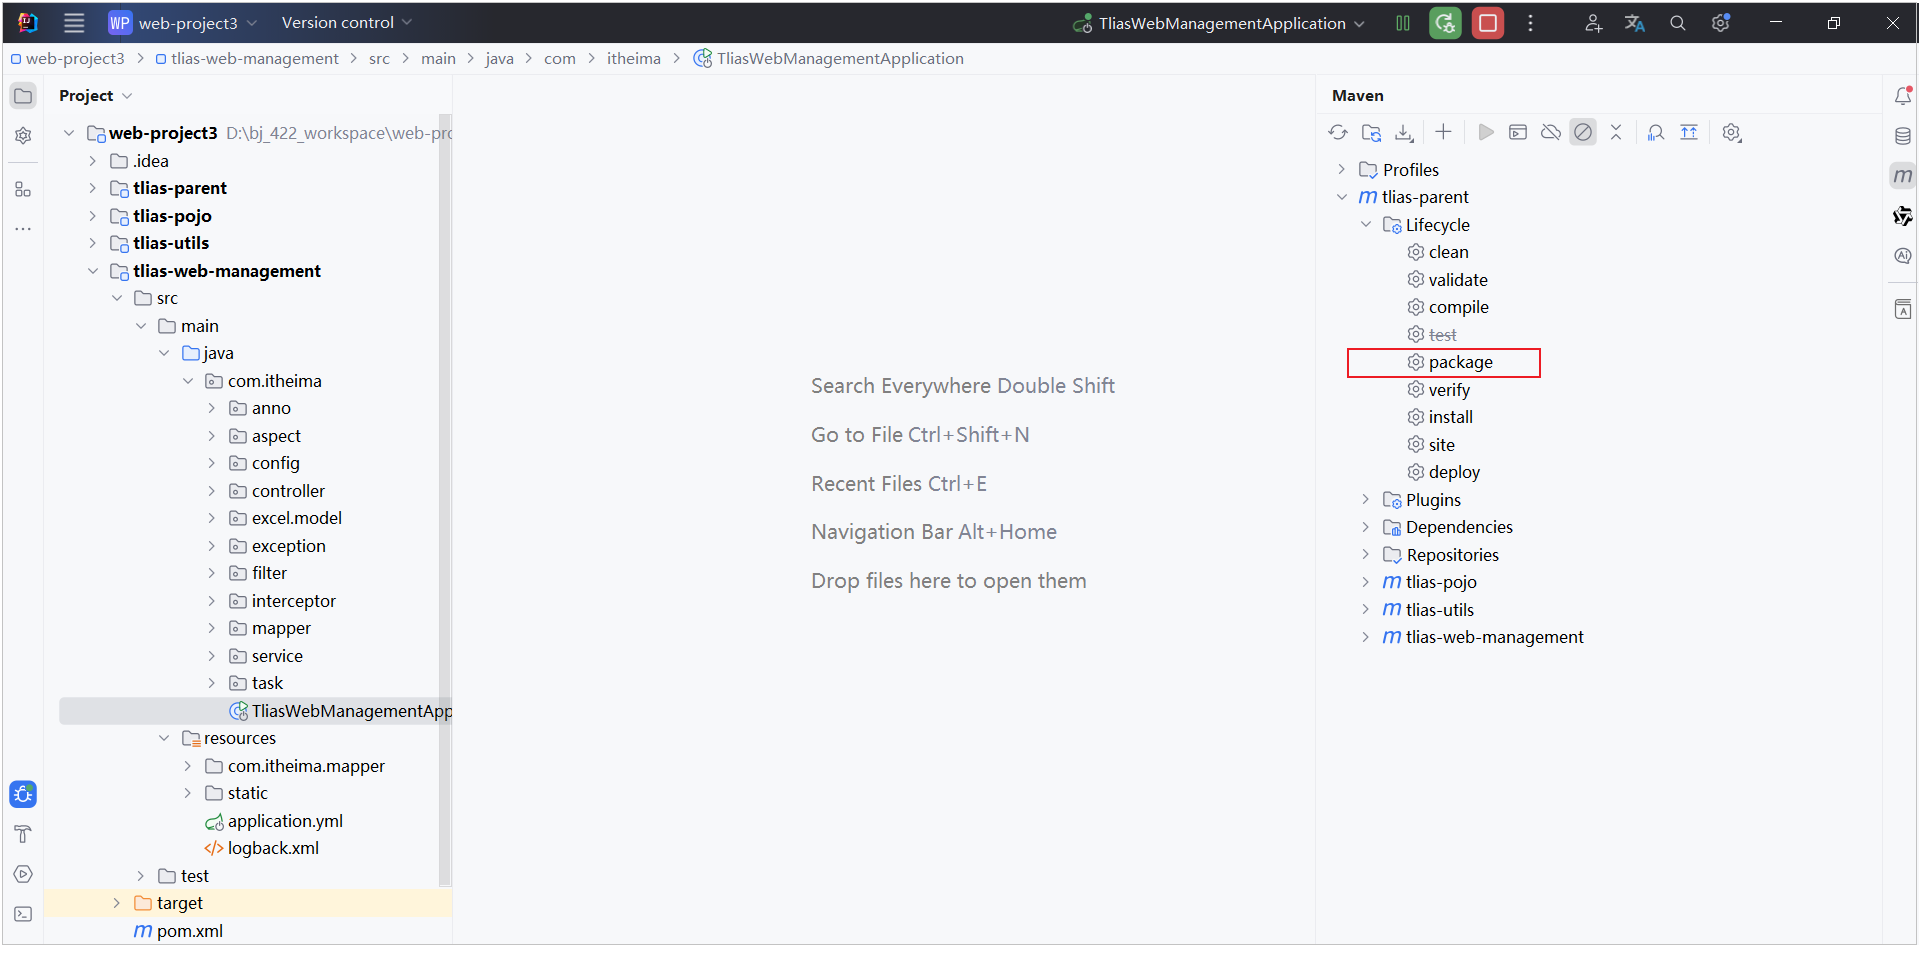 WP web-project3 Version control TliasWebManagementApplication
web-project3 tlias-web-management src main java com itheima TliasWebManagementApplication
Project
web-project3 D:\bj_422_workspace\web-pro
.idea
tlias-parent
tlias-pojo
tlias-utils
tlias-web-management
src
main
java
com.itheima
anno
aspect
config
controller
excel.model
exception
filter
interceptor
mapper
service
task
TliasWebManagementApp
resources
com.itheima.mapper
static
application.yml
logback.xml
test
target
pom.xml
Search Everywhere Double Shift
Go to File Ctrl+Shift+N
Recent Files Ctrl+E
Navigation Bar Alt+Home
Drop files here to open them
Maven
Profiles
tlias-parent
Lifecycle
clean
validate
compile
test
package
verify
install
site
deploy
Plugins
Dependencies
Repositories
tlias-pojo
tlias-utils
tlias-web-management